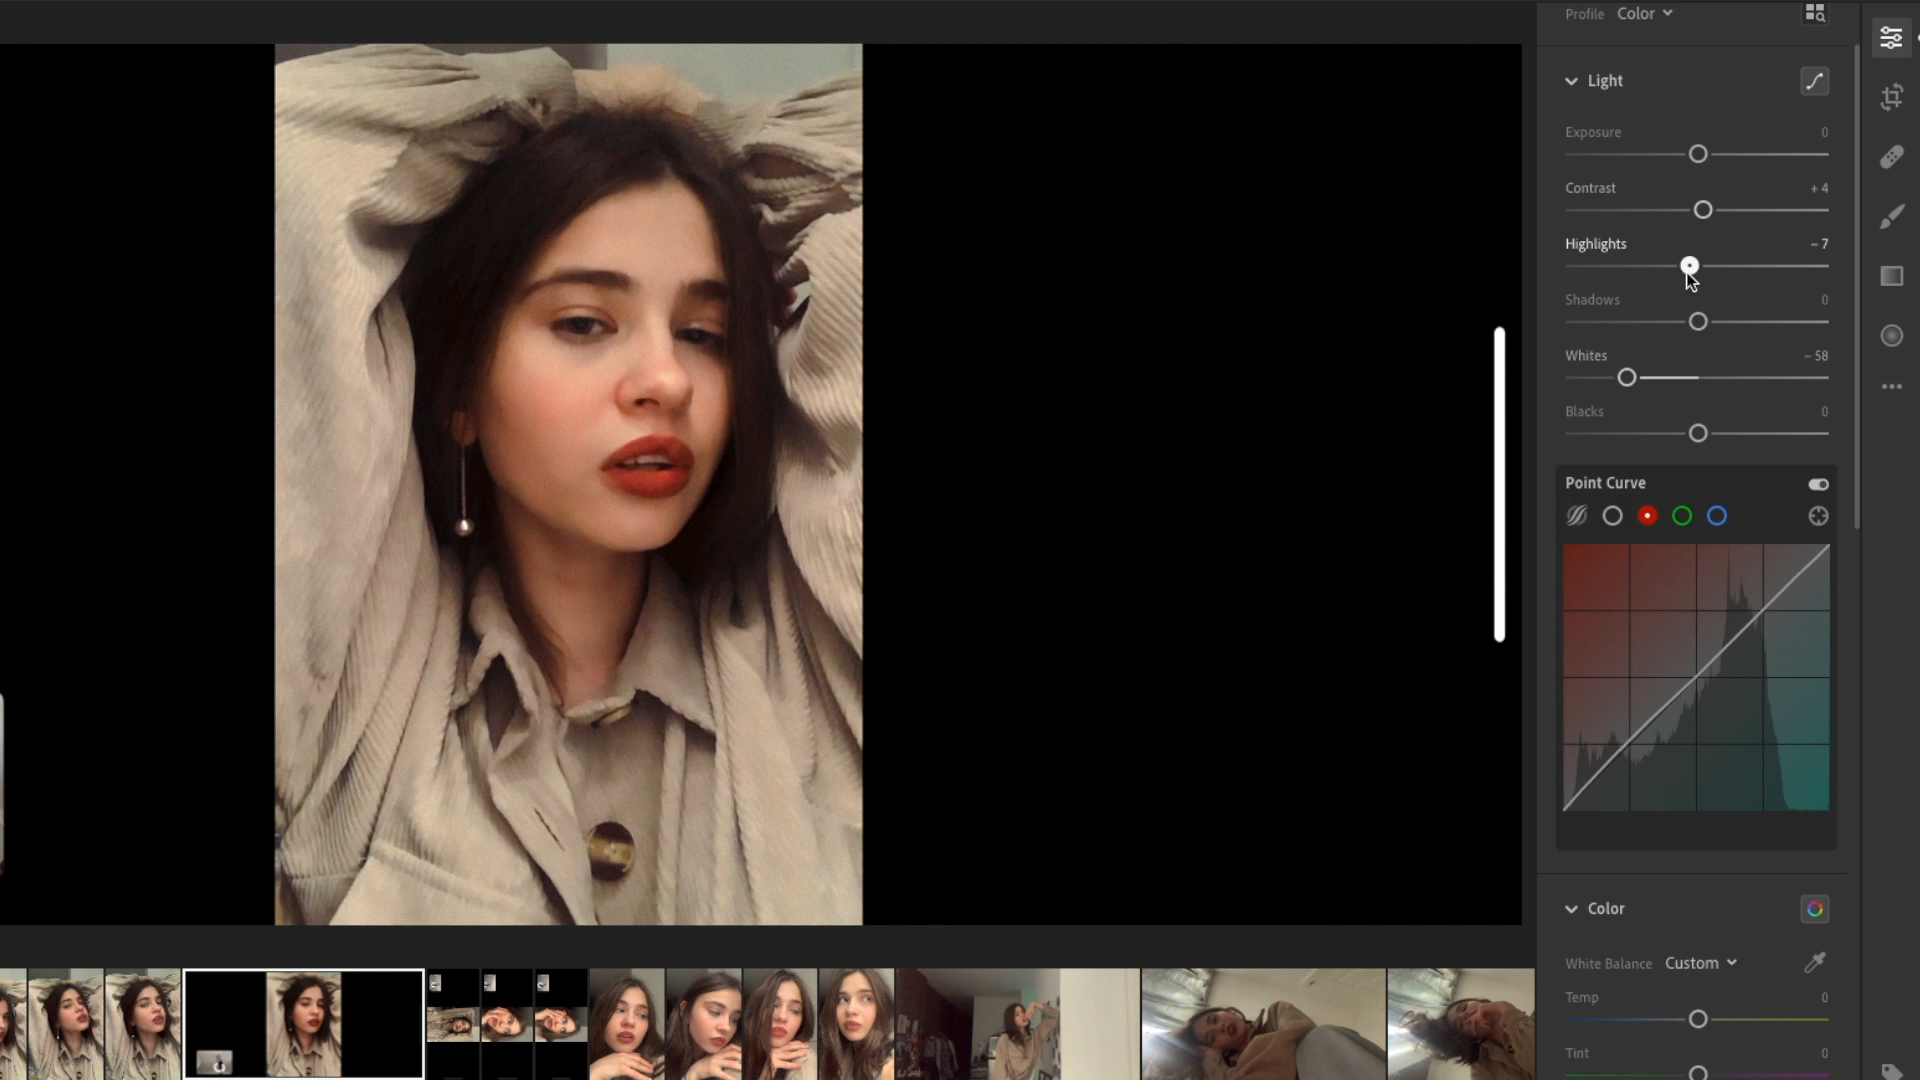 Profile Color
Light
Exposure 0
Contrast + 4
Highlights – 7
Shadows 0
Whites – 58
Blacks 0
Point Curve
Color
White Balance Custom
Temp 0
Tint 0